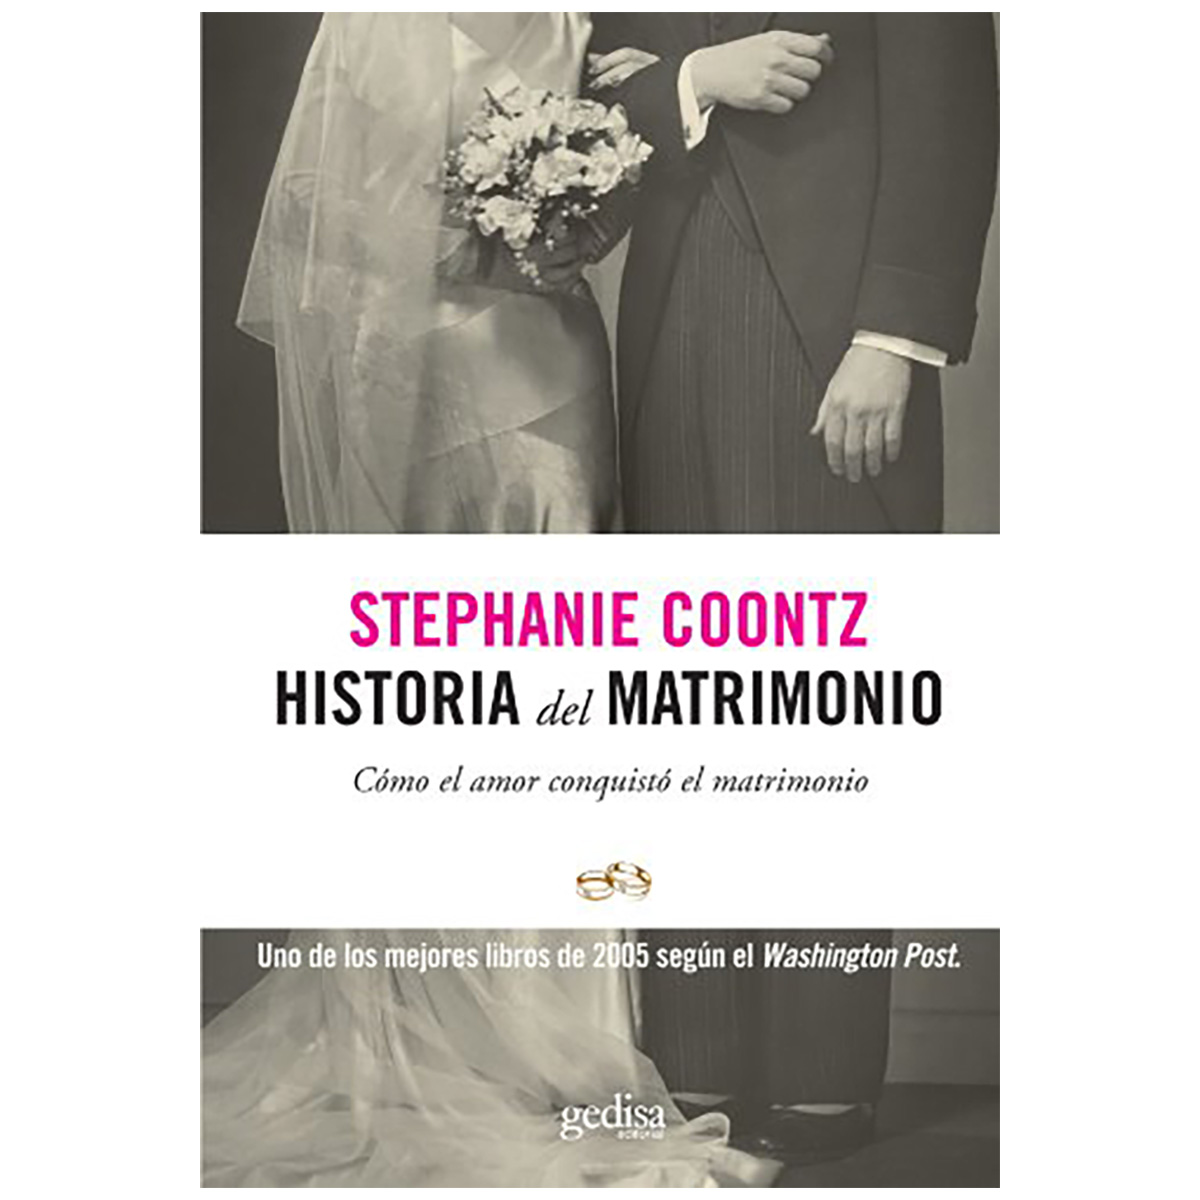 STEPHANIE COONTZ
HISTORIA del MATRIMONIO
Cómo el amor conquistó el matrimonio
Uno de los mejores libros de 2005 según el Washington Post.
gedisa
editorial